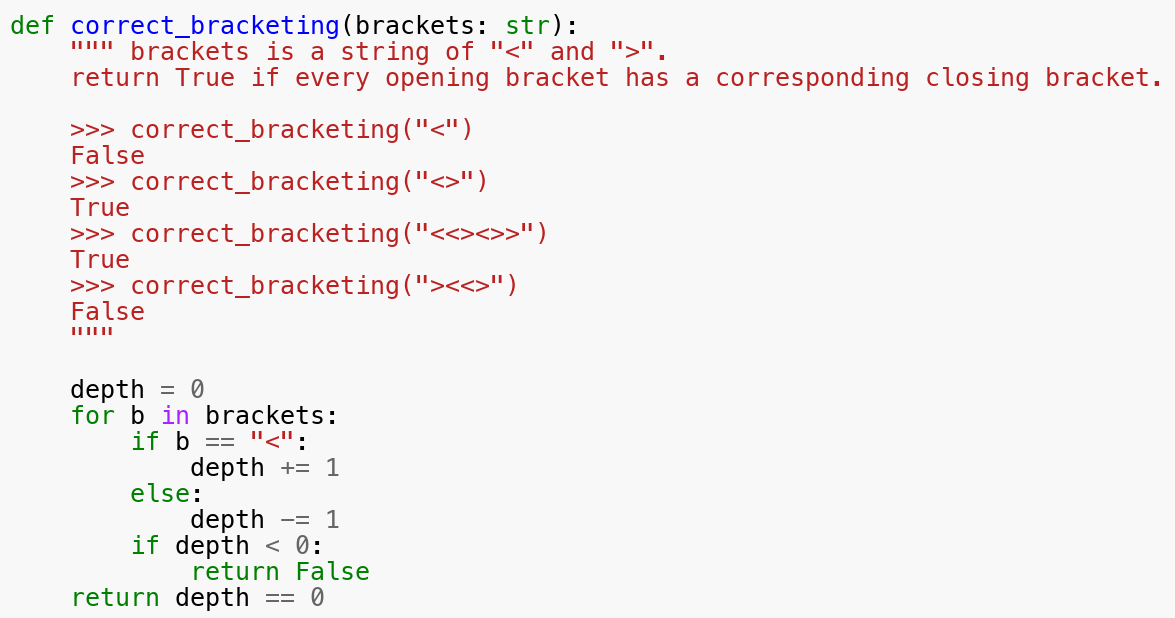 def correct_bracketing(brackets: str):
    """ brackets is a string of "<" and ">".
    return True if every opening bracket has a corresponding closing bracket.

    >>> correct_bracketing("<")
    False
    >>> correct_bracketing("<>")
    True
    >>> correct_bracketing("<<><>>")
    True
    >>> correct_bracketing("><<>")
    False
    """

    depth = 0
    for b in brackets:
        if b == "<":
            depth += 1
        else:
            depth -= 1
        if depth < 0:
            return False
    return depth == 0